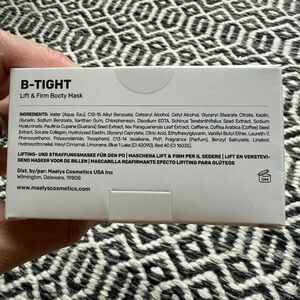 B-TIGHT
Lift & Firm Booty Mask
INGREDIENTS: Water (Aqua, Eau), C12-15 Alkyl Benzoate, Cetearyl Alcohol, Cetyl Alcohol, Glyceryl Stearate Citrate, Kaolin,
Glycerin, Sodium Benzoate, Xanthan Gum, Chlorphenesin, Disodium EDTA, Schinus Terebinthifolius Seed Extract, Sodium
Hyaluronate, Paullinia Cupana (Guarana) Seed Extract, Ilex Paraguariensis Leaf Extract, Caffeine, Coffea Arabica (Coffee) Seed
Extract, Soluble Collagen, Hydrolyzed Elastin, Glyceryl Caprylate, Citric Acid, Ethylhexylglycerin, Vanillyl Butyl Ether, Laureth-7,
Phenoxyethanol, Polyacrylamide, C13-14 Isoparaffin, PVP, Fragrance (Parfum), Benzyl Salicylate, Linalool,
Hydroxycitronellal, Hexyl Cinnamal, Limonene, Blue 1 Lake (CI 42090), Red 40 (CI 16035).
LIFTING- UND STRAFFUNGSMASKE FÜR DEN PO | MASCHERA LIFT & FIRM PER IL SEDERE | LIFT EN VERSTEVI-
GEND MASKER VOOR DE BILLEN | MASCARILLA REAFIRMANTE EFECTO LIFTING PARA GLÚTEOS
Dist. by/par: Maelys Cosmetics USA Inc
Wilmington, Delaware, 19808
www.maelyscosmetics.com
12M